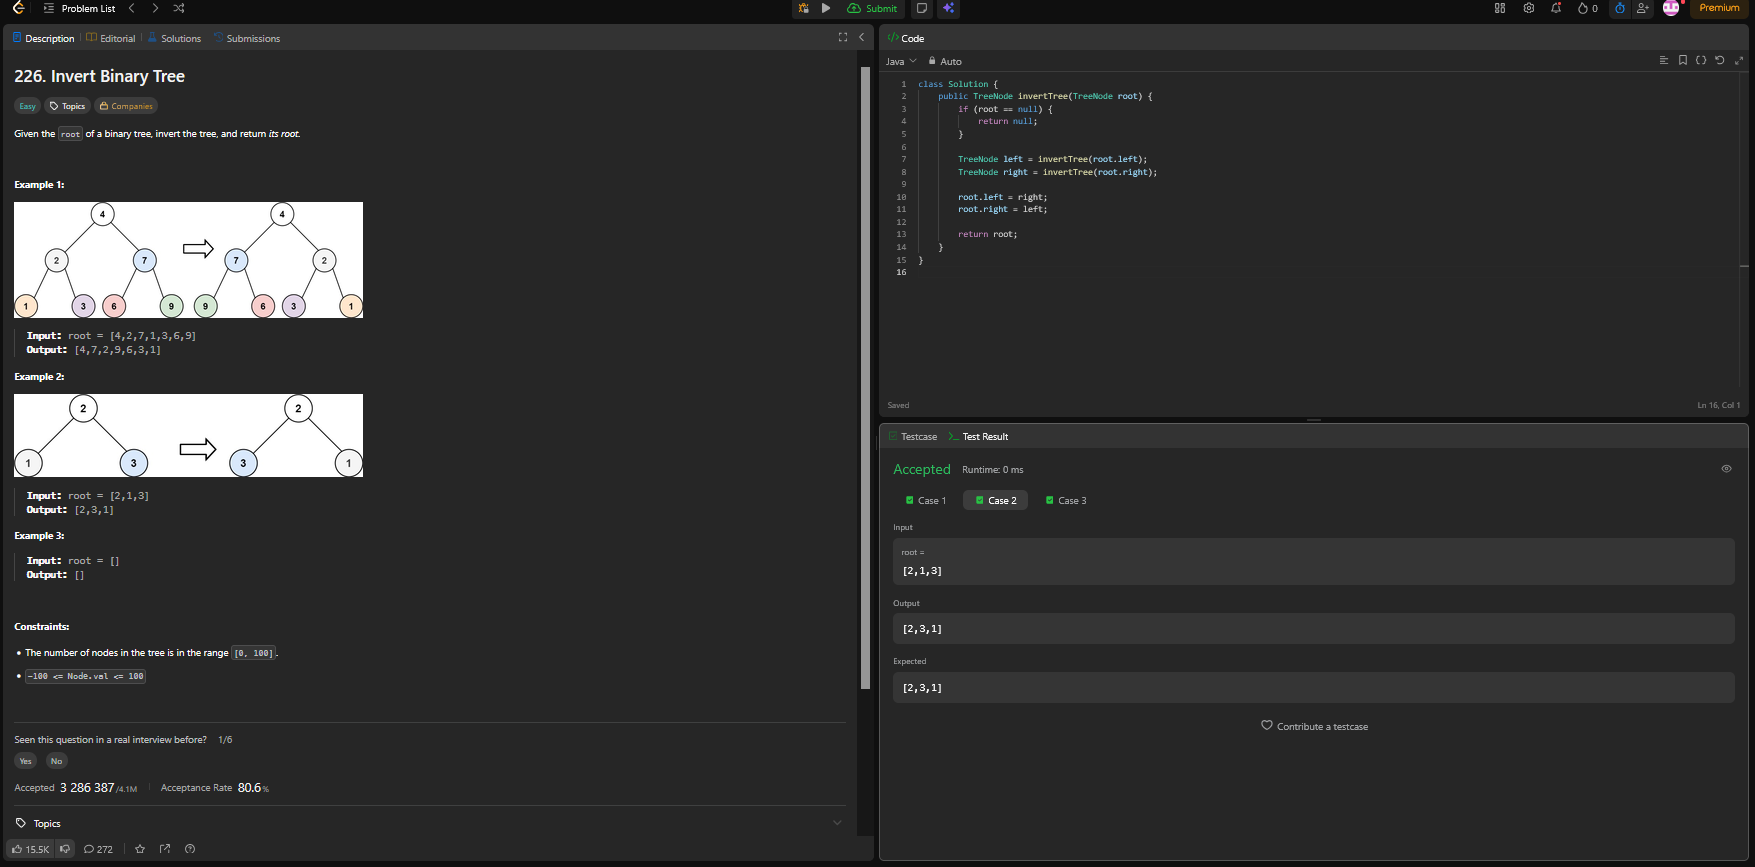 Problem List
Submit
0
Premium
Description
Editorial
Solutions
Submissions
226. Invert Binary Tree
Easy
Topics
Companies
Given the root of a binary tree, invert the tree, and return its root.
Example 1:
4
4
2
7
7
2
1
3
6
9
9
6
3
1
Input: root = [4,2,7,1,3,6,9]
Output: [4,7,2,9,6,3,1]
Example 2:
2
2
1
3
3
1
Input: root = [2,1,3]
Output: [2,3,1]
Example 3:
Input: root = []
Output: []
Constraints:
• The number of nodes in the tree is in the range [0, 100].
• -100 <= Node.val <= 100
Seen this question in a real interview before? 1/6
Yes
No
Accepted 3 286 387/4.1M
Acceptance Rate 80.6%
Topics
15.5K
272
Code
Java
Auto
1 class Solution {
2     public TreeNode invertTree(TreeNode root) {
3         if (root == null) {
4             return null;
5         }
6
7         TreeNode left = invertTree(root.left);
8         TreeNode right = invertTree(root.right);
9
10         root.left = right;
11         root.right = left;
12
13         return root;
14     }
15 }
16
Saved
Ln 16, Col 1
Testcase
Test Result
Accepted
Runtime: 0 ms
Case 1
Case 2
Case 3
Input
root =
[2,1,3]
Output
[2,3,1]
Expected
[2,3,1]
Contribute a testcase